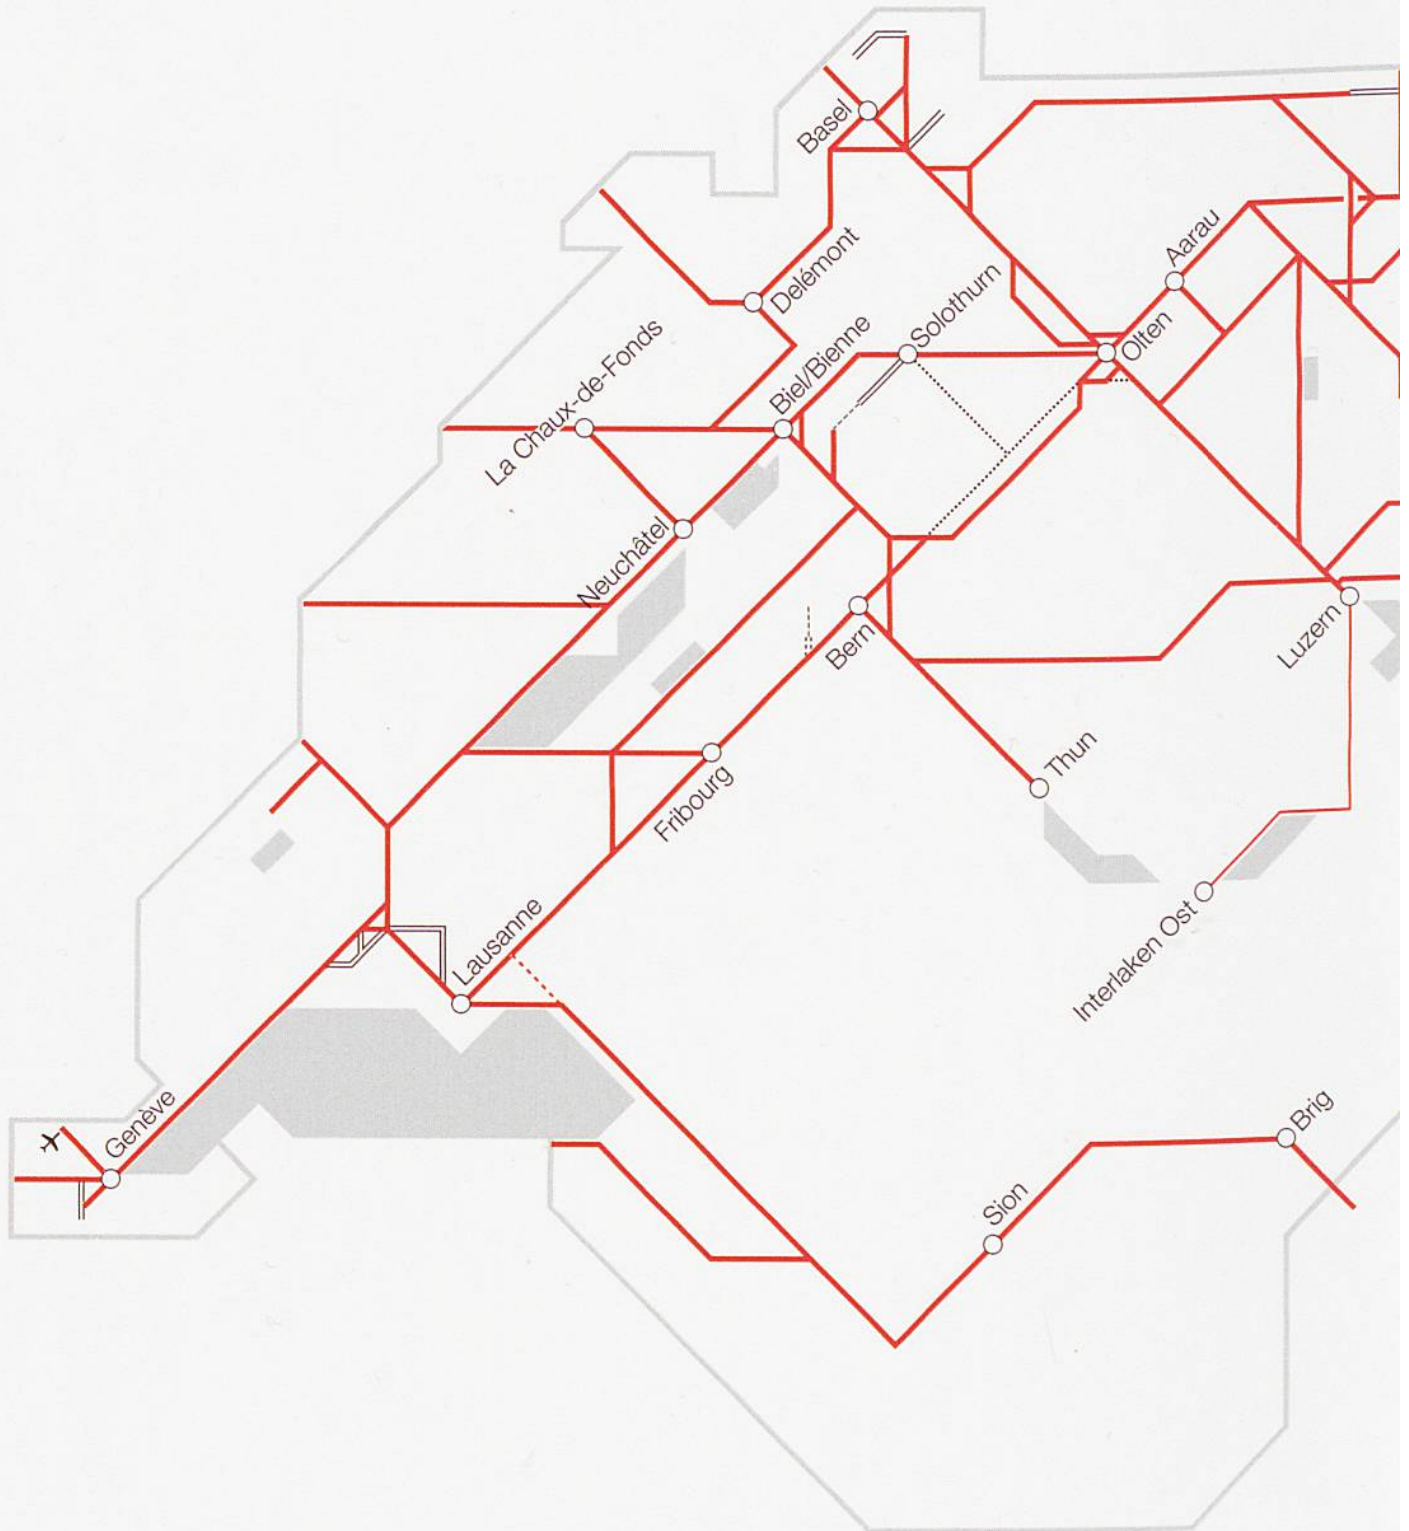 Basel
Aarau
Delémont
Solothurn
Olten
Biel/Bienne
La Chaux-de-Fonds
Neuchâtel
Bern
Luzern
Thun
Fribourg
Lausanne
Interlaken Ost
Genève
Brig
Sion